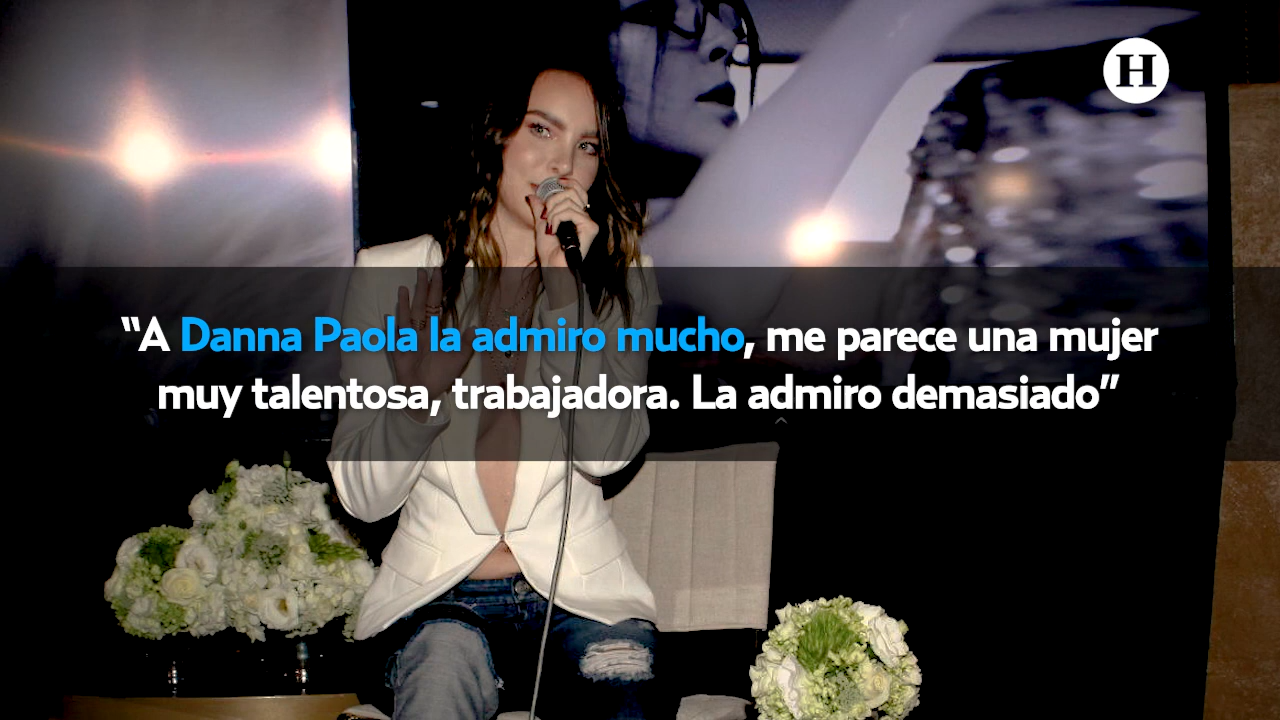 H
“A Danna Paola la admiro mucho, me parece una mujer
muy talentosa, trabajadora. La admiro demasiado”